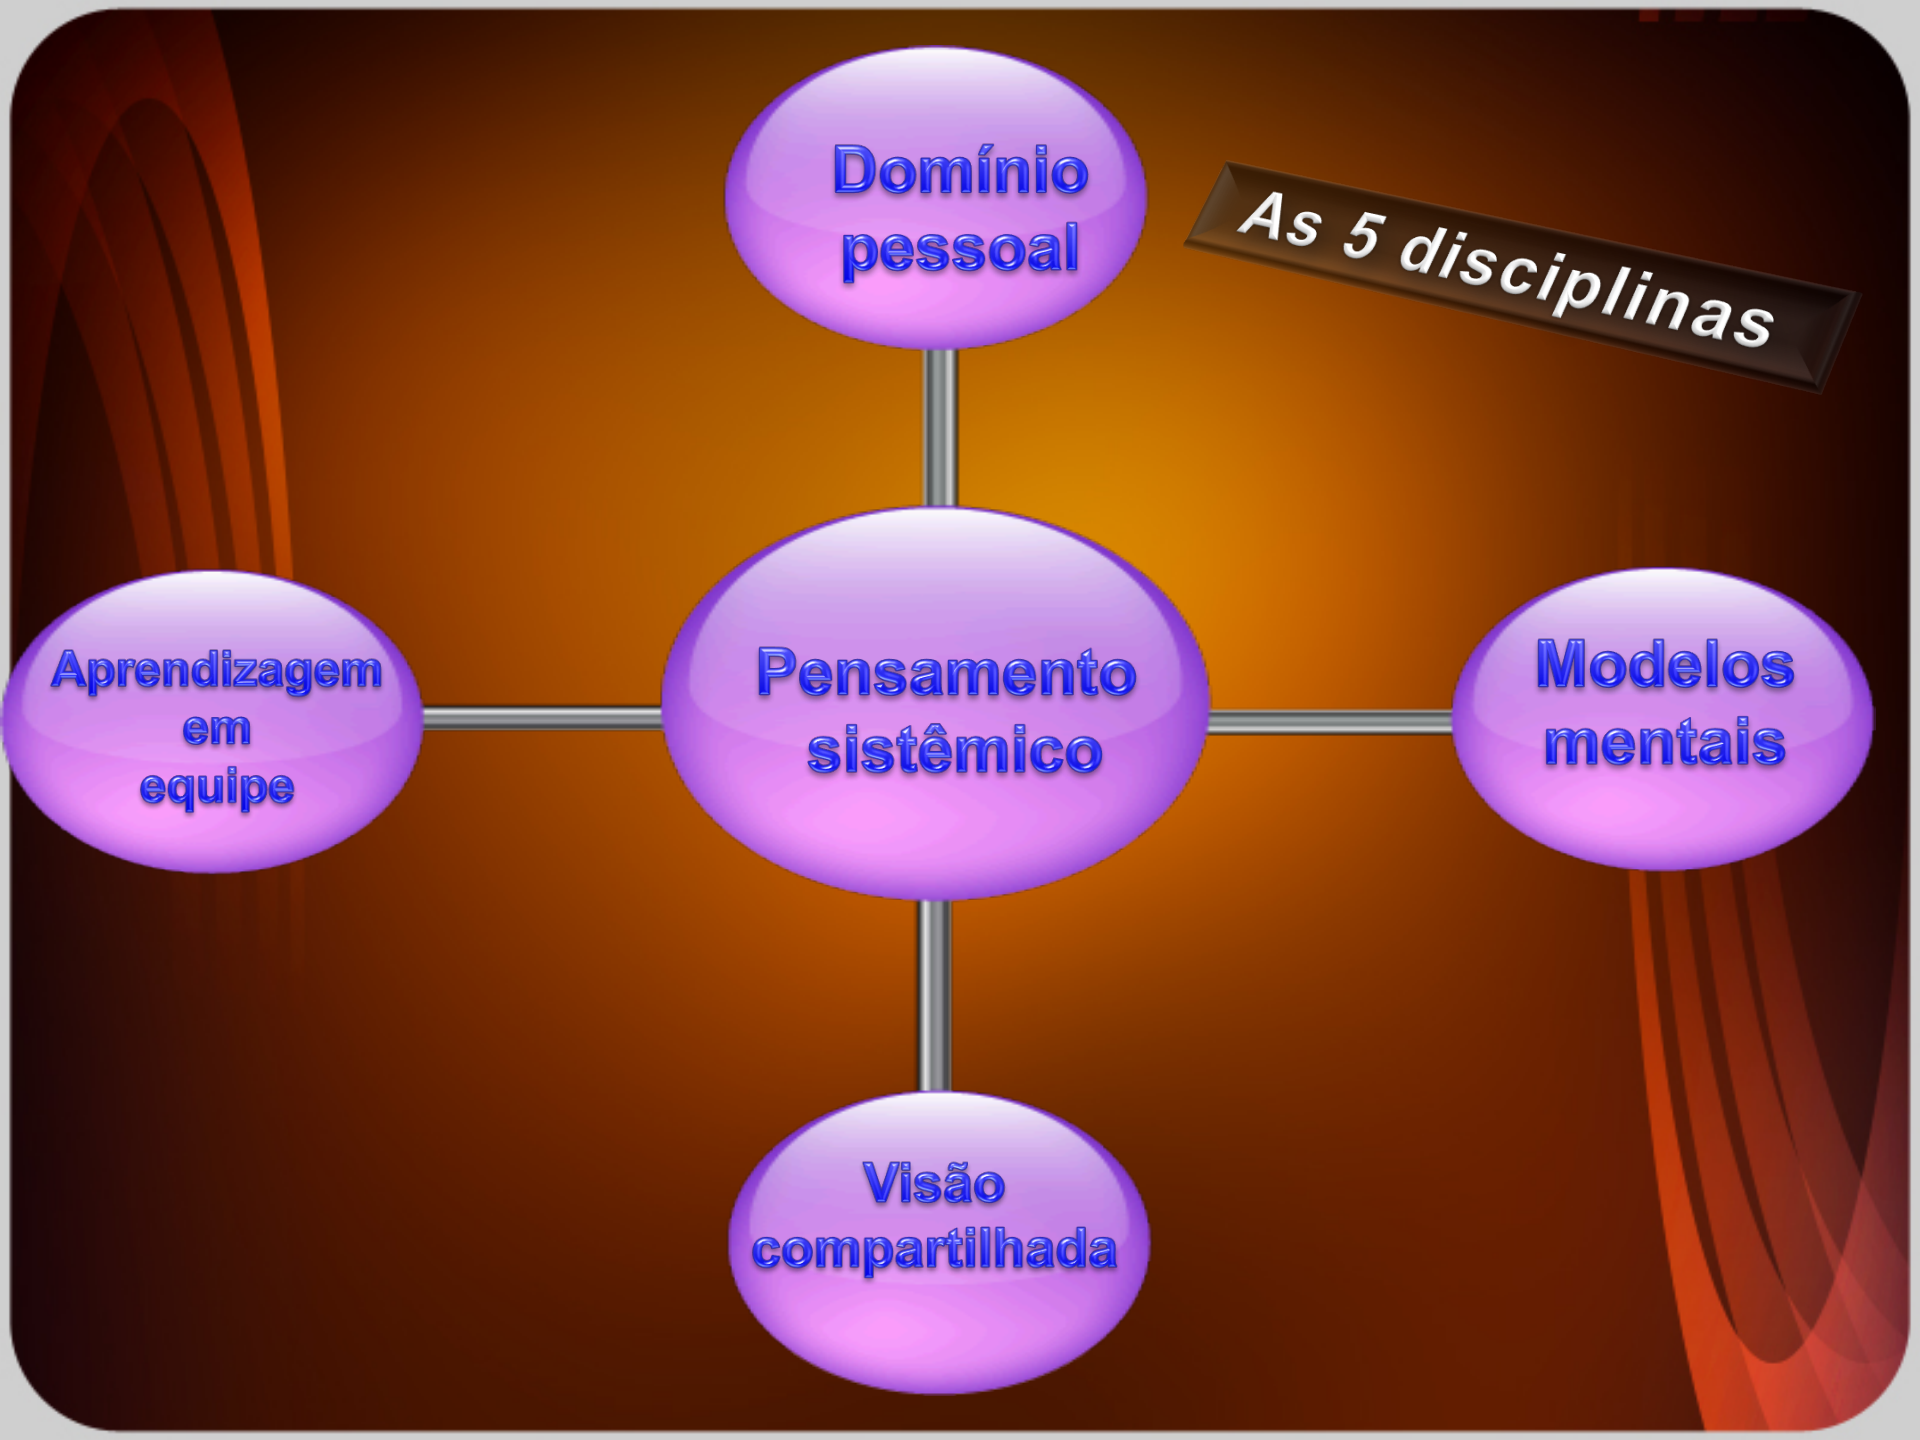 Domínio
pessoal
As 5 disciplinas
Aprendizagem
em
equipe
Pensamento
sistêmico
Modelos
mentais
Visão
compartilhada